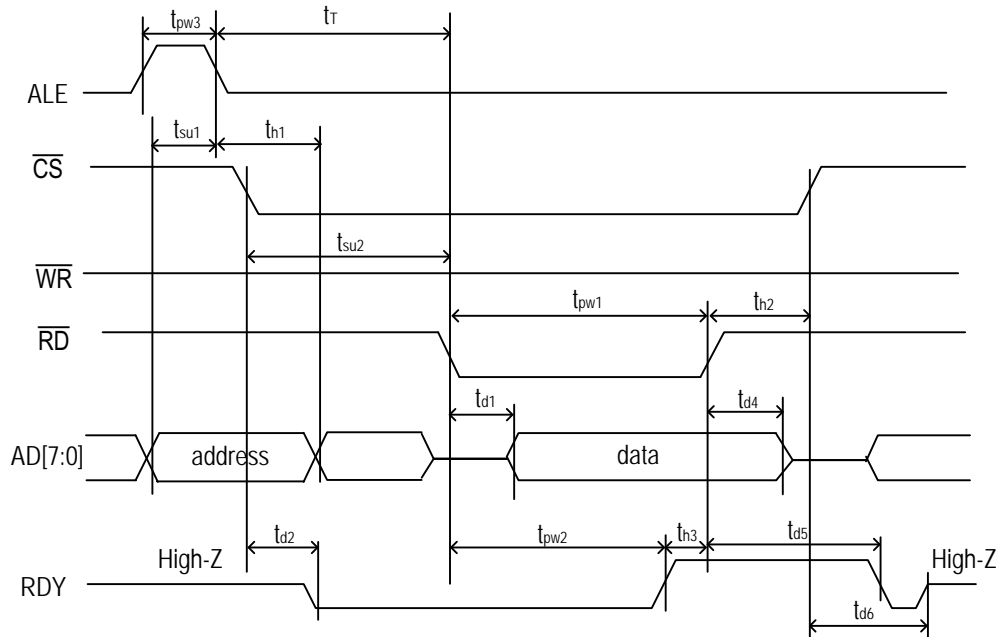 tpw3 tT
ALE
tsu1 th1
CS
tsu2
WR
tpw1 th2
RD
td1 td4
AD[7:0] address data
td2 tpw2 th3 td5
High-Z High-Z
RDY
td6